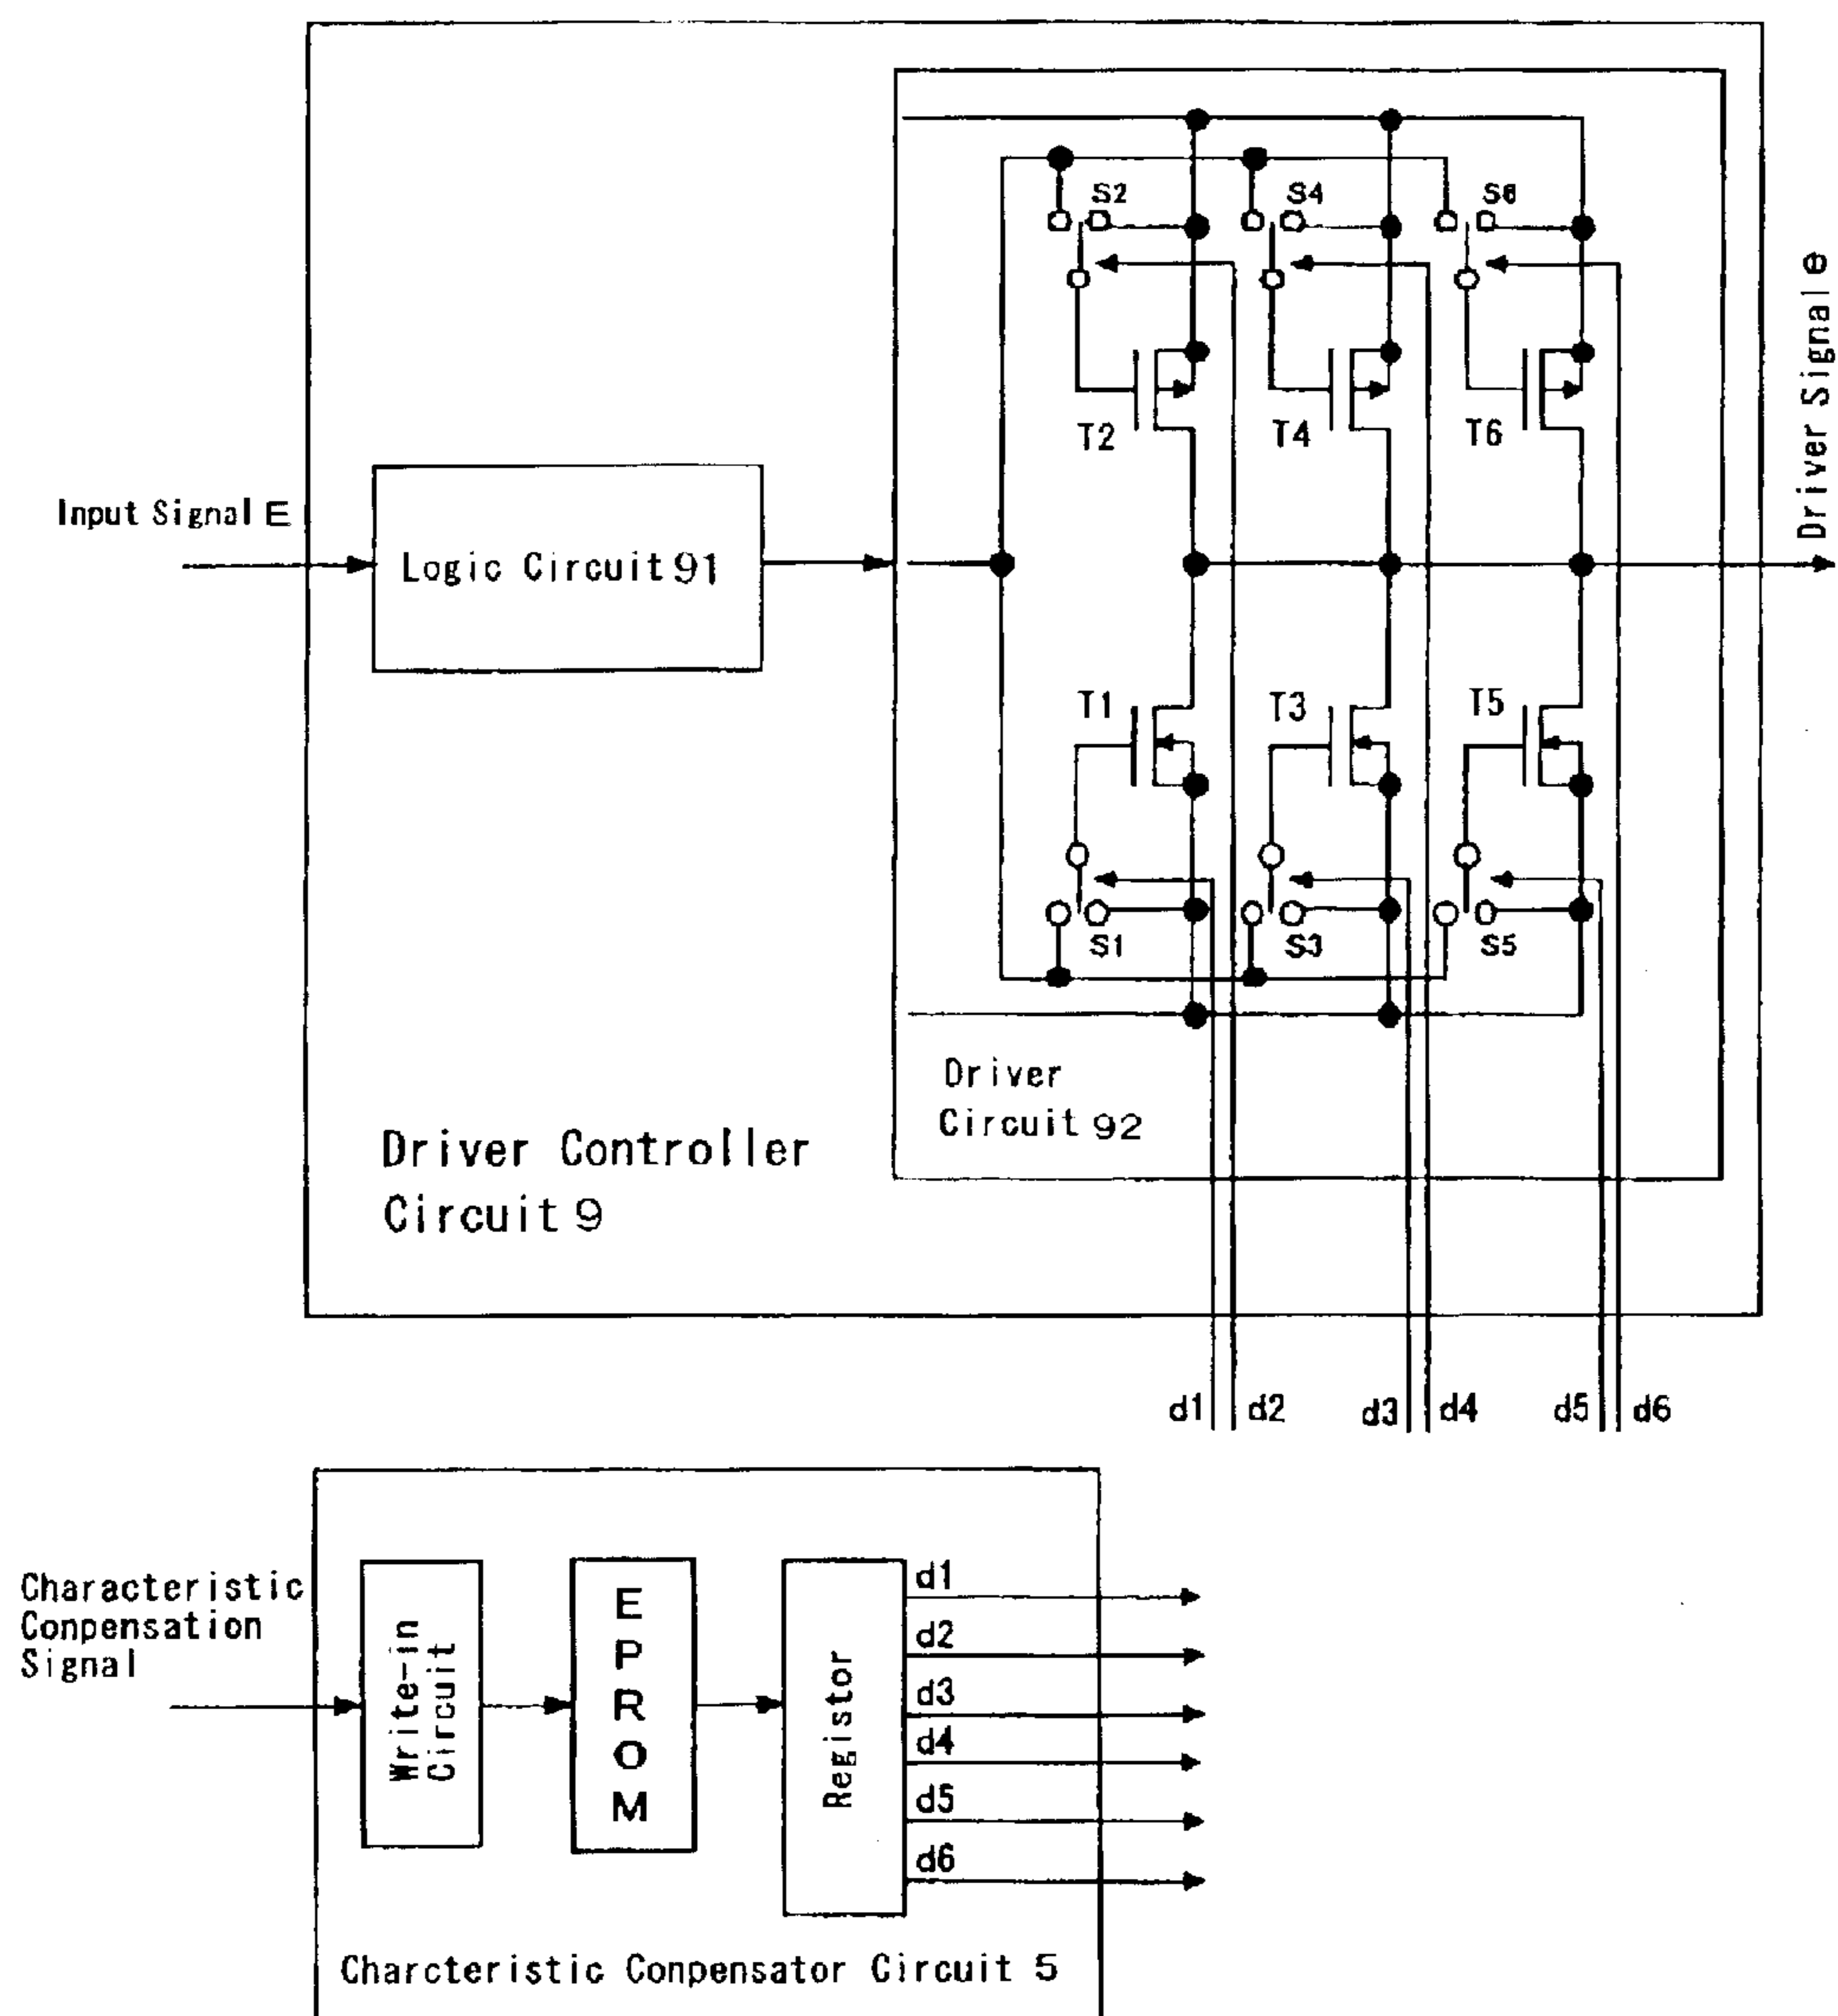 S2
S4
S6
T2
T4
T6
Driver Signal e
Input Signal E
Logic Circuit 91
T1
T3
T5
S1
S3
S5
Driver
Circuit 92
Driver Controller
Circuit 9
d1
d2
d3
d4
d5
d6
Characteristic
Conpensation
Signal
Write-in
Circuit
EPROM
Registor
d1
d2
d3
d4
d5
d6
Charcteristic Conpensator Circuit 5